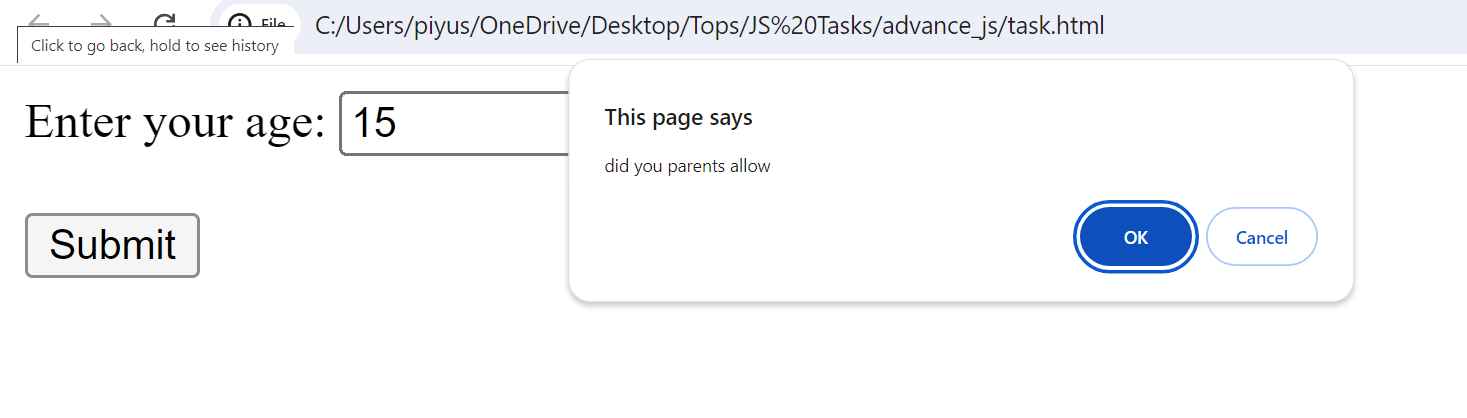 File C:/Users/piyus/OneDrive/Desktop/Tops/JS%20Tasks/advance_js/task.html
Click to go back, hold to see history
Enter your age: 15
This page says
did you parents allow
OK Cancel
Submit